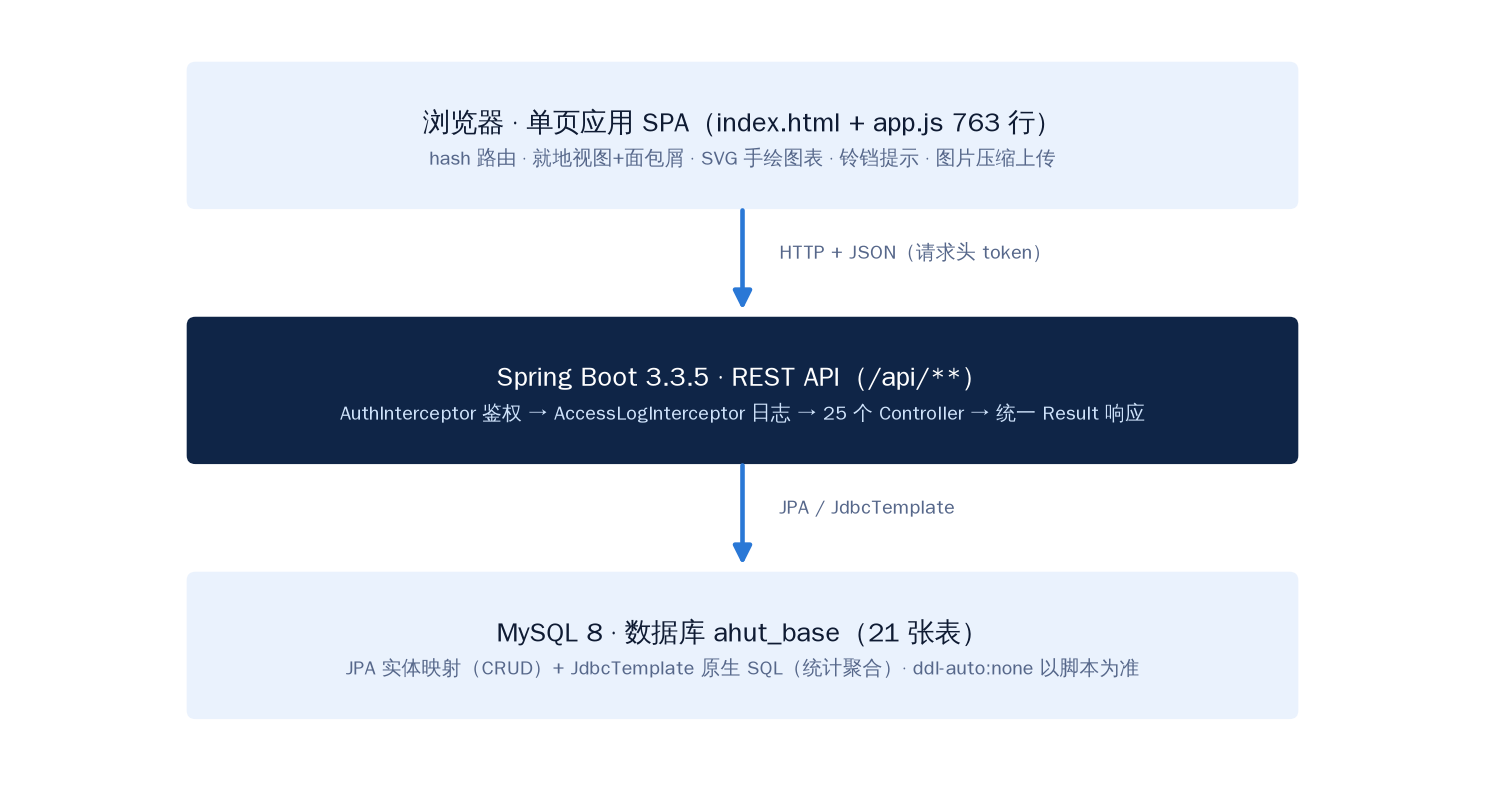 浏览器 · 单页应用 SPA（index.html + app.js 763 行）
hash 路由 · 就地视图+面包屑 · SVG 手绘图表 · 铃铛提示 · 图片压缩上传
HTTP + JSON（请求头 token）
Spring Boot 3.3.5 · REST API（/api/**）
AuthInterceptor 鉴权 → AccessLogInterceptor 日志 → 25 个 Controller → 统一 Result 响应
JPA / JdbcTemplate
MySQL 8 · 数据库 ahut_base（21 张表）
JPA 实体映射（CRUD）+ JdbcTemplate 原生 SQL（统计聚合）· ddl-auto:none 以脚本为准